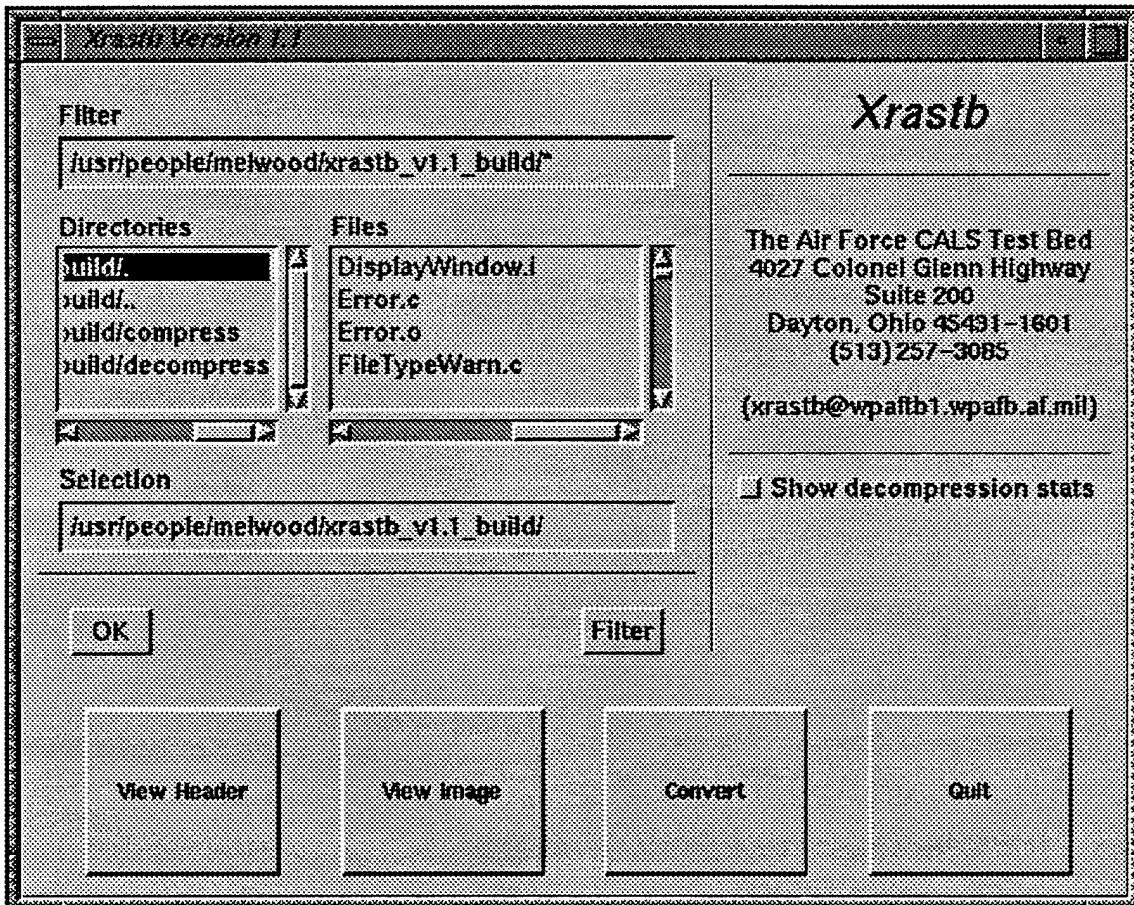 Xrastb Version 1.1
Filter
/usr/people/melwood/xrastb_v1.1_build/*
Directories
build/.
build/..
build/compress
build/decompress
Files
DisplayWindow.i
Error.c
Error.o
FileTypeWarn.c
Selection
/usr/people/melwood/xrastb_v1.1_build/
OK
Filter
Xrastb
The Air Force CALS Test Bed
4027 Colonel Glenn Highway
Suite 200
Dayton, Ohio 45431-1601
(513)257-3085
(xrastb@wpaftb1.wpafb.af.mil)
Show decompression stats
View Header
View Image
Convert
Quit